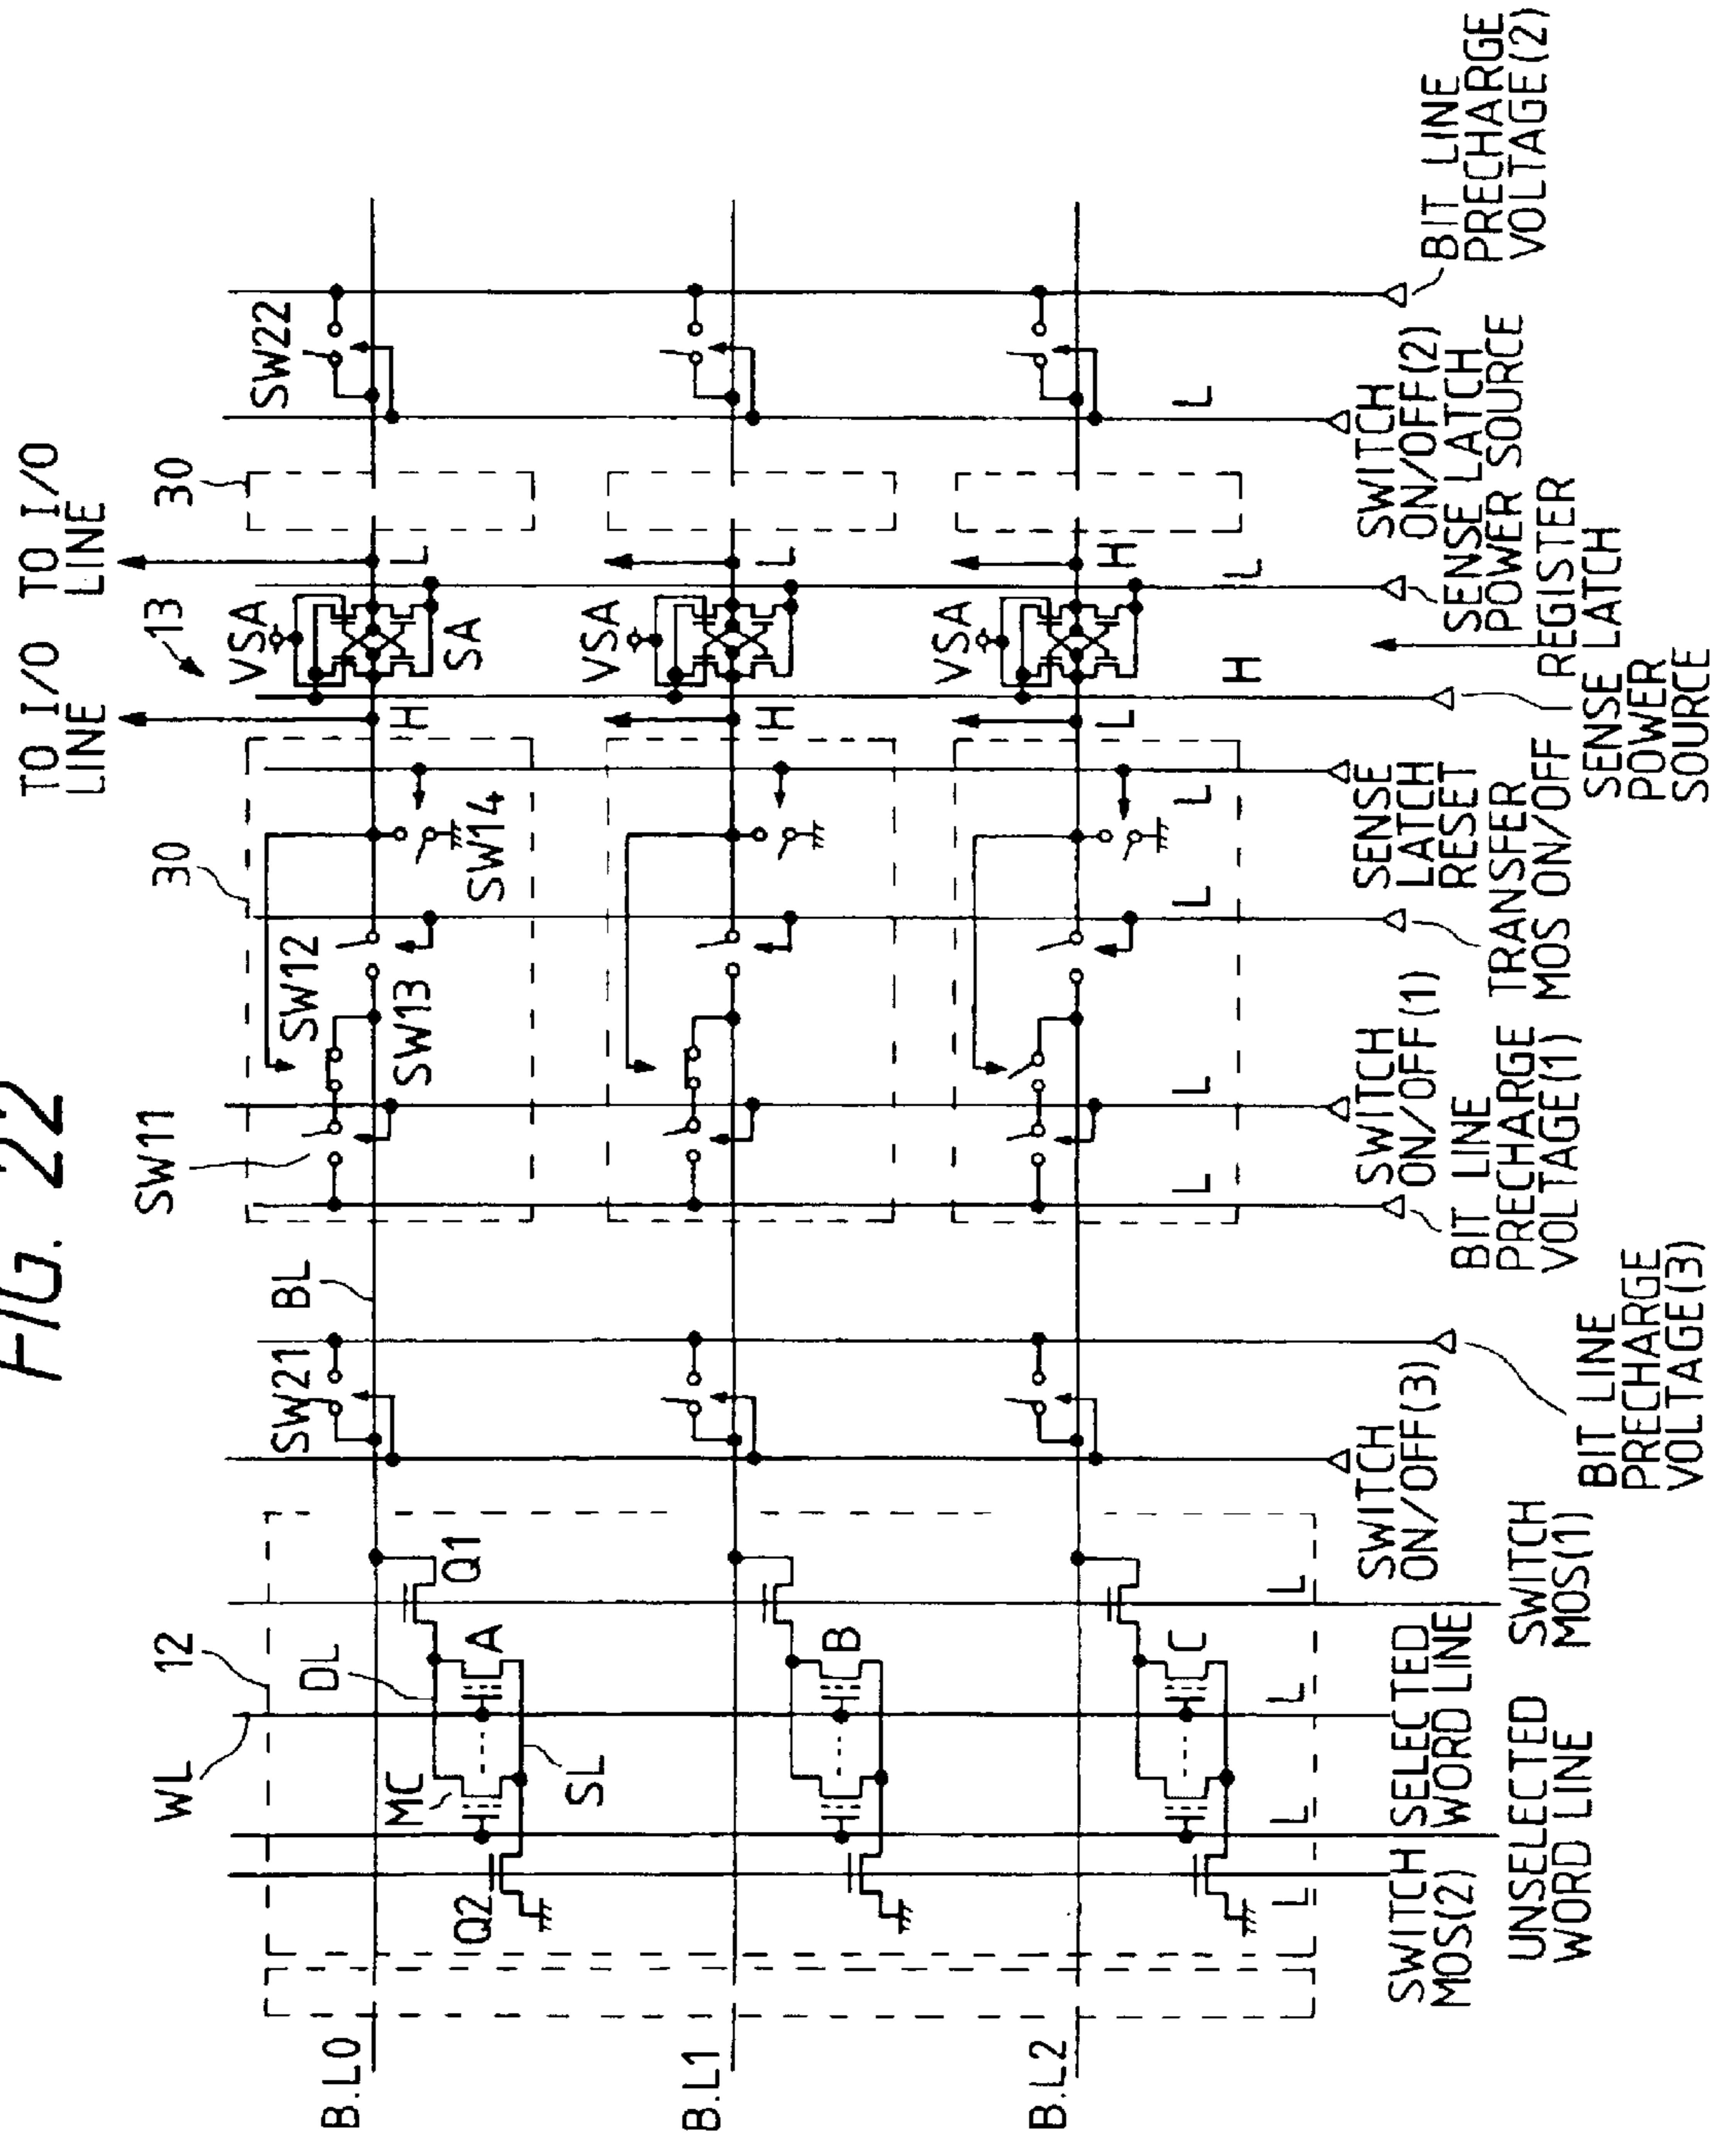 FIG. 22
TO I/O
LINE
TO I/O
LINE
13
30
30
SW11
SW12
SW13
SW14
VSA
SA
VSA
VSA
SW22
SW21
BL
12
DL
WL
MC
SL
Q1
Q2
A
B
C
B.L0
B.L1
B.L2
H
L
H
L
L
H
L
L
L
L
L
L
L
L
H
L
L
SWITCH
MOS(2)
UNSELECTED
WORD LINE
SELECTED
WORD LINE
SWITCH
MOS(1)
SWITCH
ON/OFF(3)
BIT LINE
PRECHARGE
VOLTAGE(3)
BIT LINE
PRECHARGE
VOLTAGE(1)
SWITCH
ON/OFF(1)
TRANSFER
MOS ON/OFF
SENSE
LATCH
RESET
SENSE
POWER
SOURCE
REGISTER
LATCH
SENSE LATCH
POWER SOURCE
SWITCH
ON/OFF(2)
BIT LINE
PRECHARGE
VOLTAGE(2)